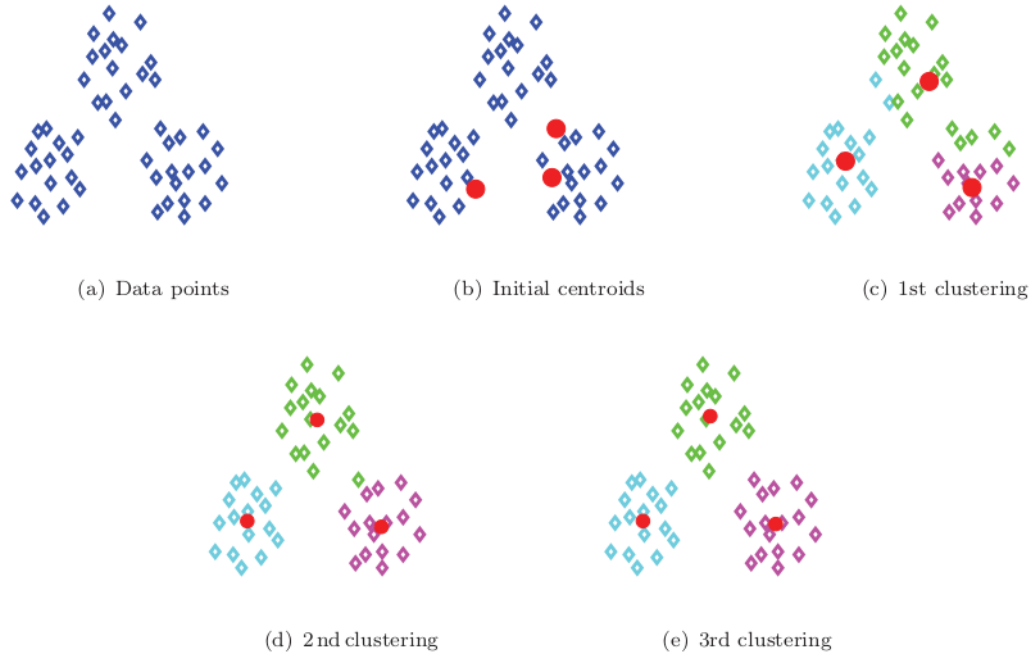 (a) Data points
(b) Initial centroids
(c) 1st clustering
(d) 2nd clustering
(e) 3rd clustering